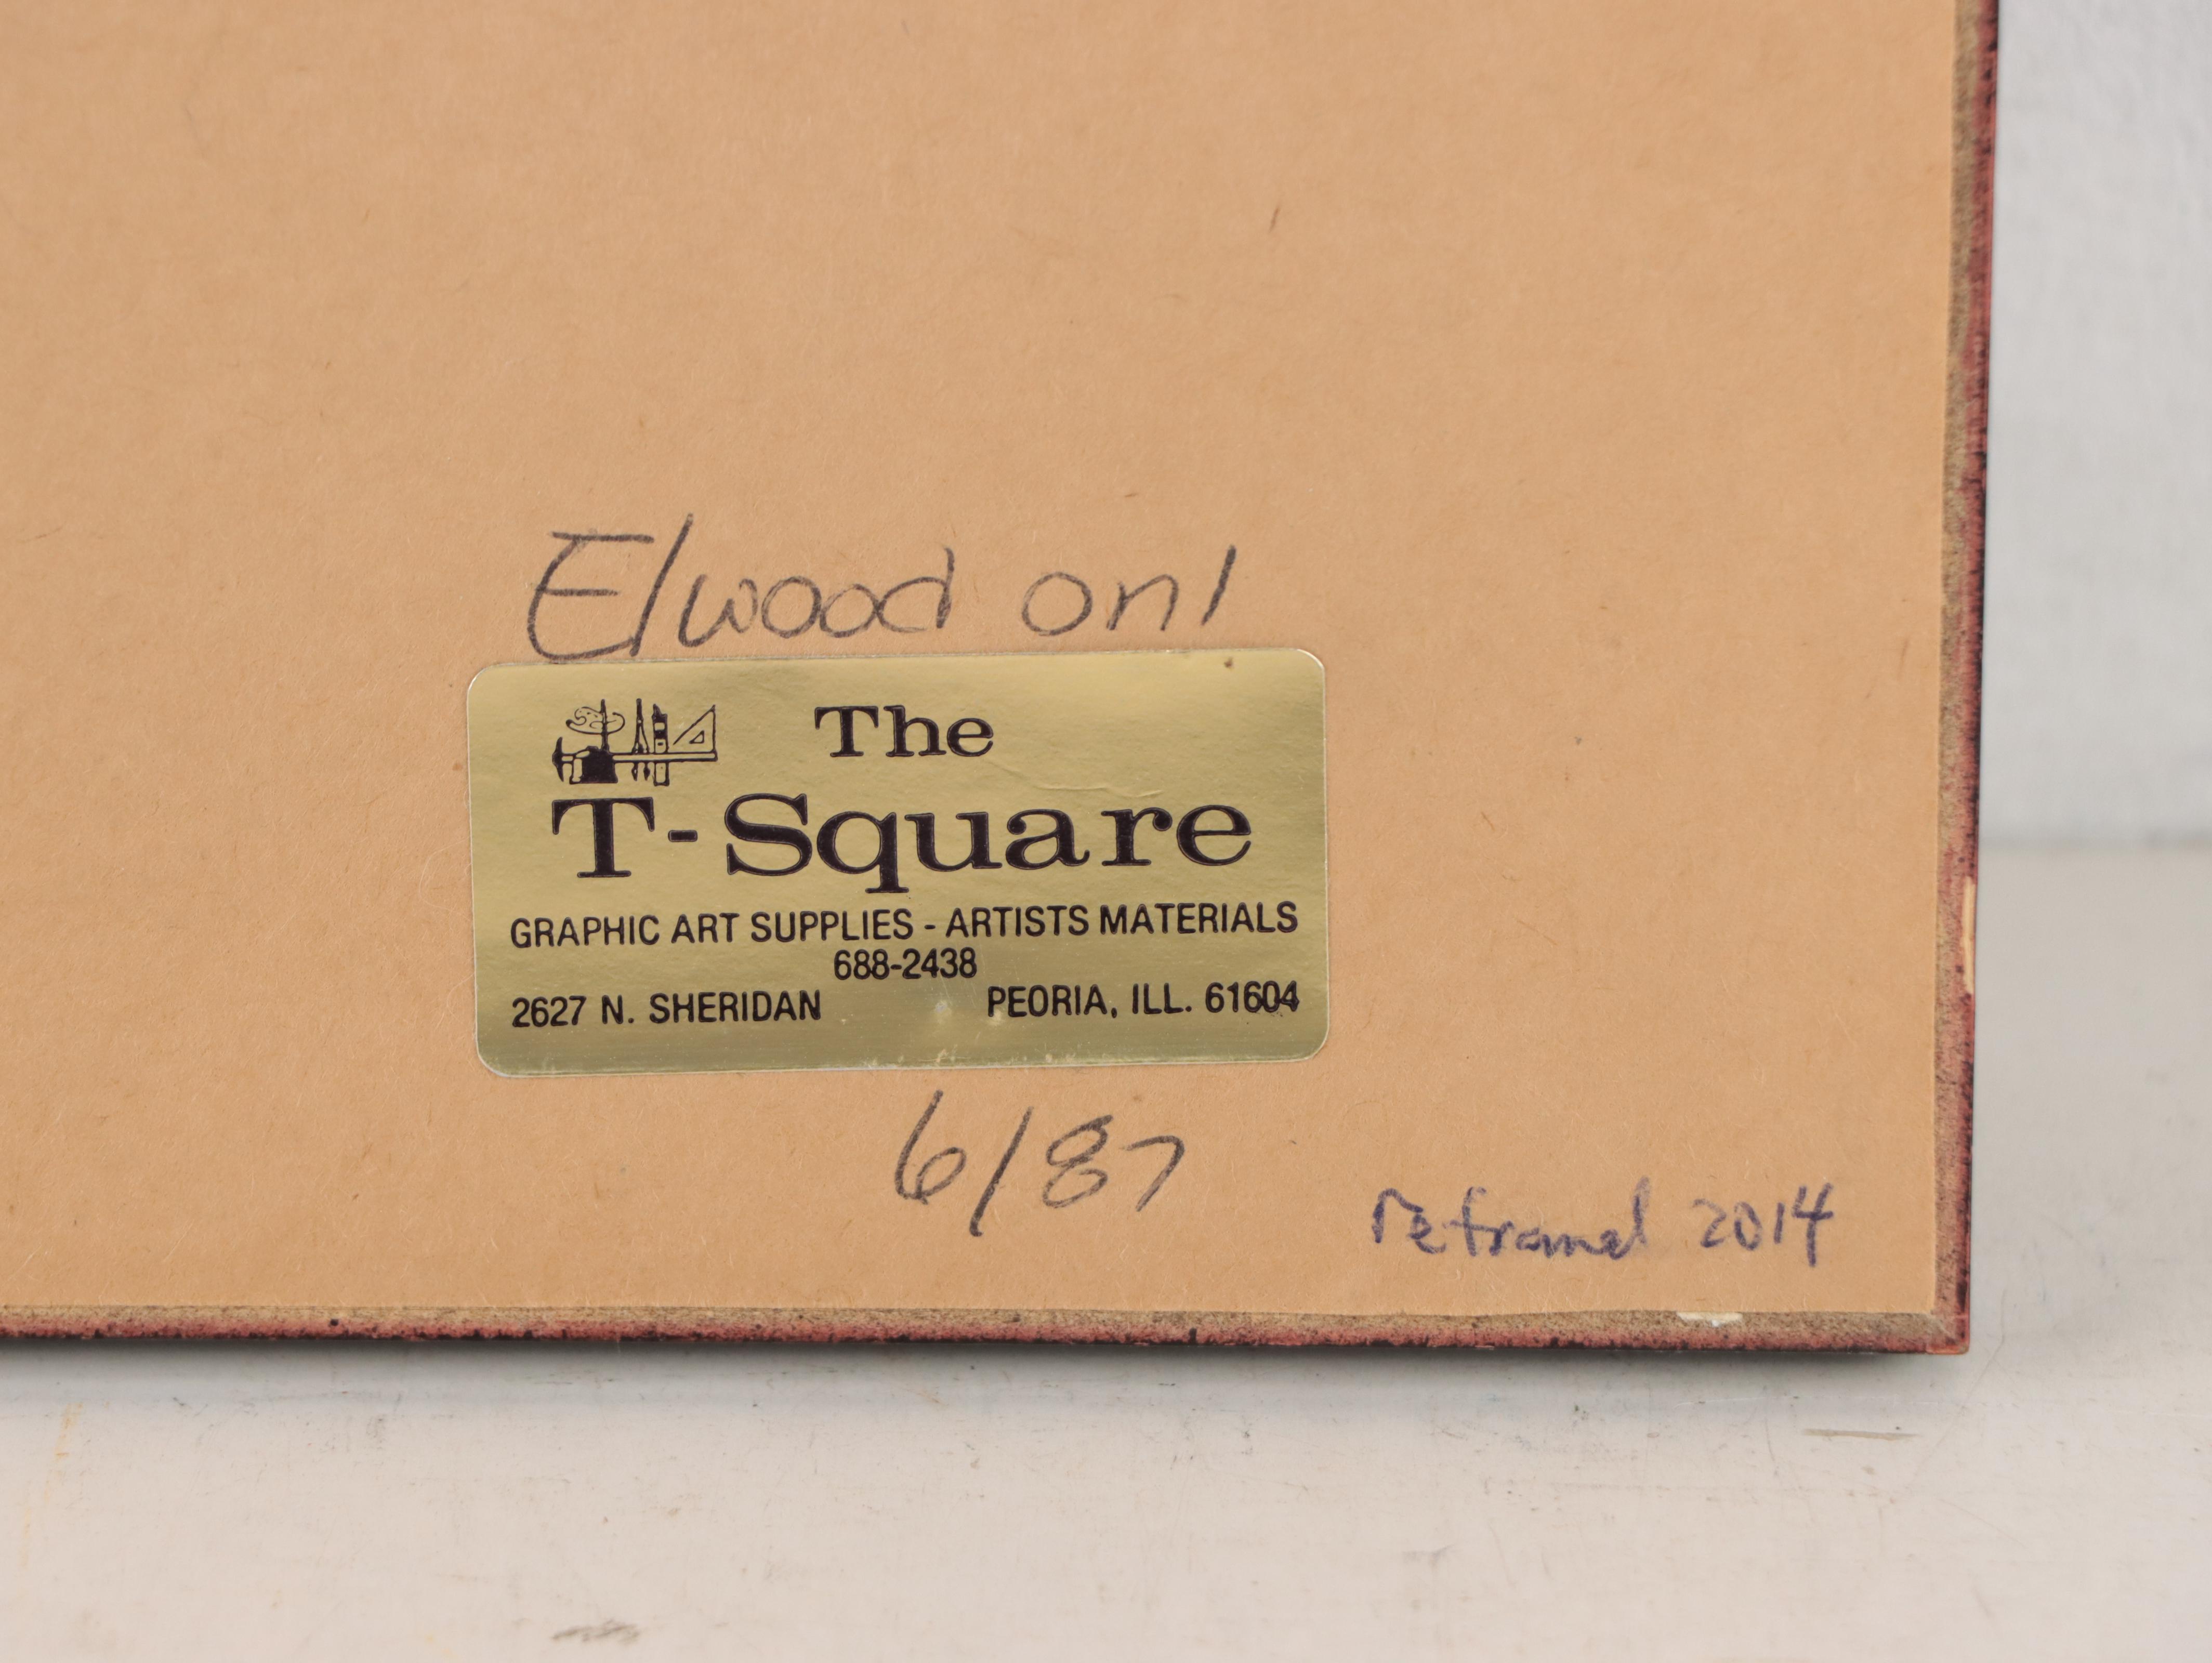 Elwood onl
The
T-Square
GRAPHIC ART SUPPLIES - ARTISTS MATERIALS
688-2438
2627 N. SHERIDAN PEORIA, ILL. 61604
6/87
reframed 2014